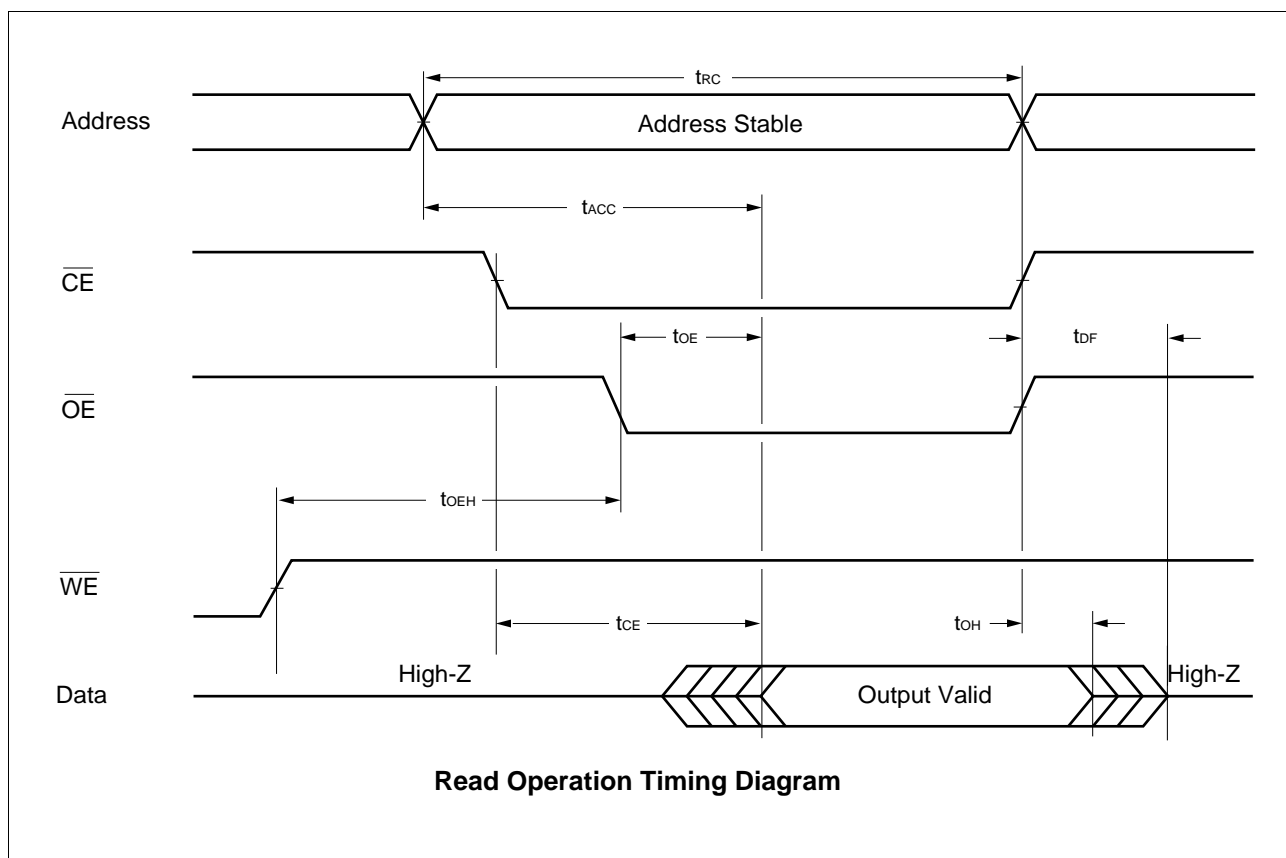 tRC
Address
Address Stable
tACC
CE
tOE
tDF
OE
tOEH
WE
tCE
tOH
High-Z
High-Z
Data
Output Valid
Read Operation Timing Diagram